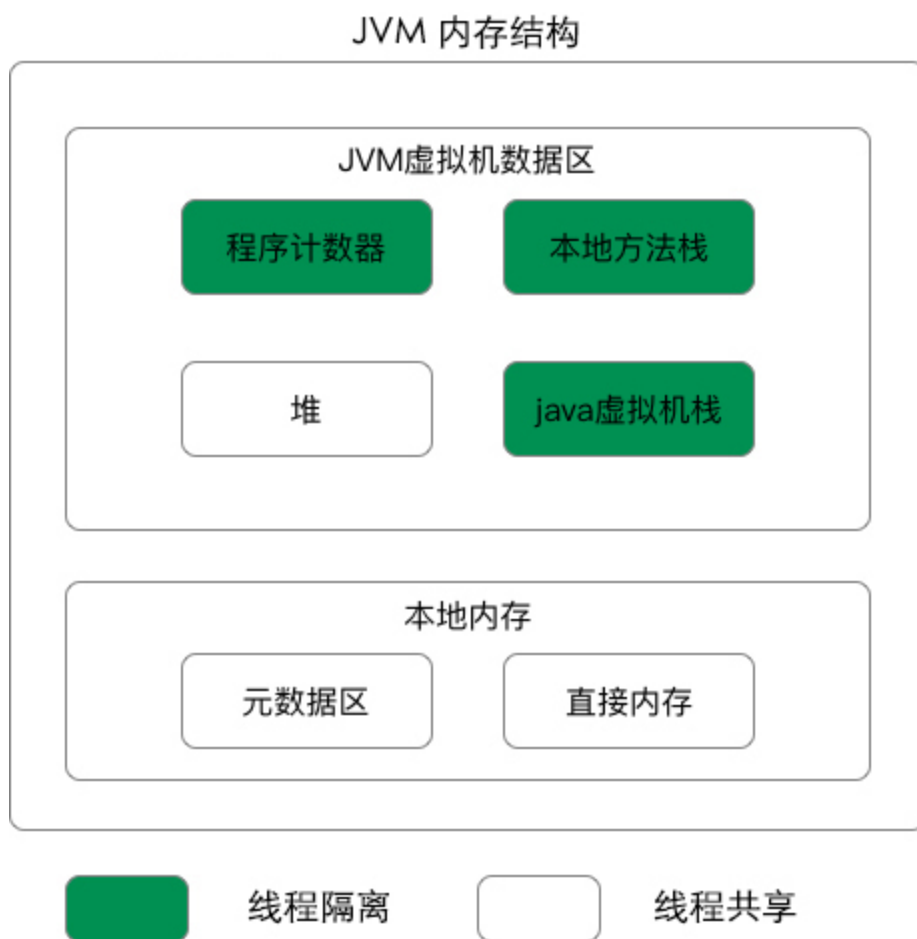 JVM 内存结构
JVM虚拟机数据区
程序计数器
本地方法栈
堆
java虚拟机栈
本地内存
元数据区
直接内存
线程隔离
线程共享